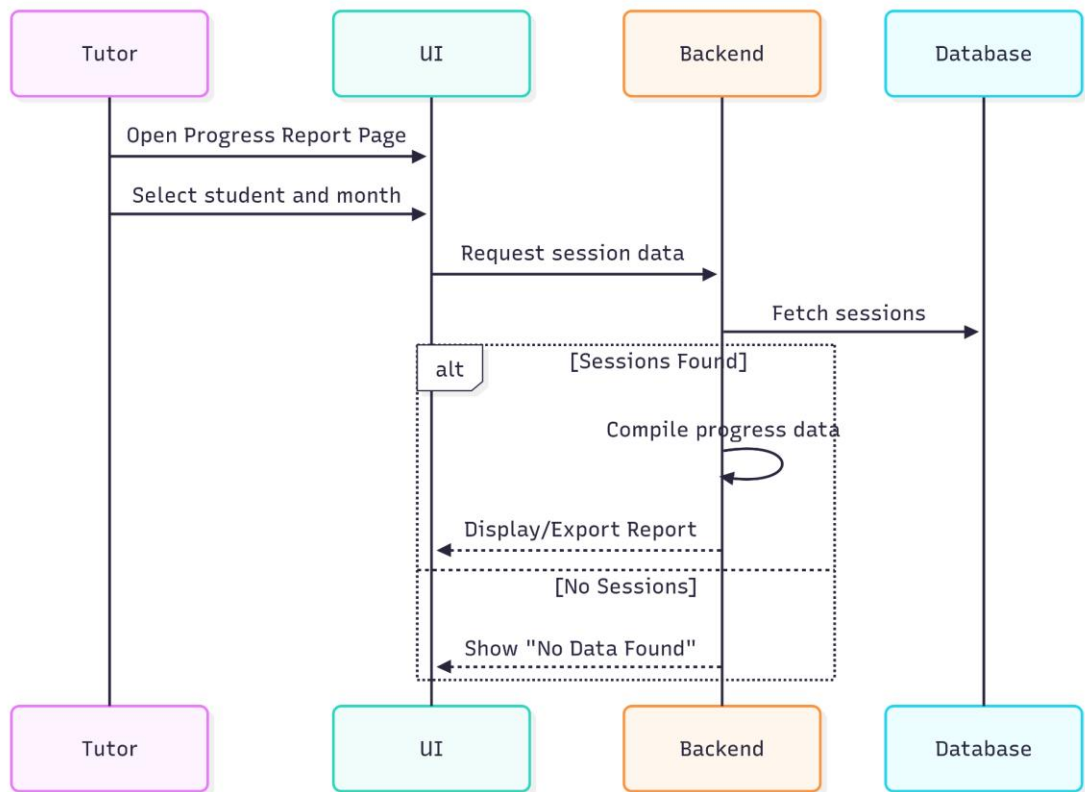 Tutor
UI
Backend
Database
Open Progress Report Page
Select student and month
Request session data
Fetch sessions
alt
[Sessions Found]
Compile progress data
Display/Export Report
[No Sessions]
Show "No Data Found"
Tutor
UI
Backend
Database